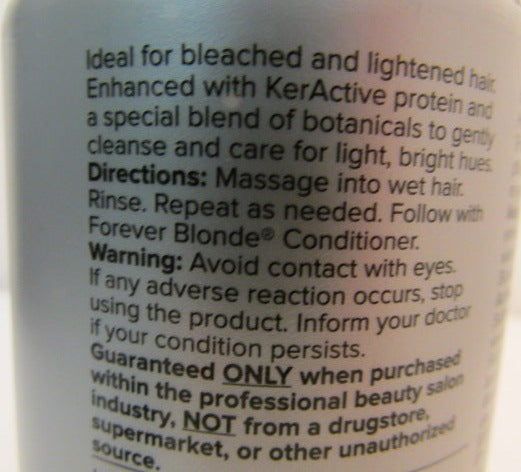 Ideal for bleached and lightened hair.
Enhanced with KerActive protein and
a special blend of botanicals to gently
cleanse and care for light, bright hues.
Directions: Massage into wet hair.
Rinse. Repeat as needed. Follow with
Forever Blonde® Conditioner.
Warning: Avoid contact with eyes.
If any adverse reaction occurs, stop
using the product. Inform your doctor
if your condition persists.
Guaranteed ONLY when purchased
within the professional beauty salon
industry, NOT from a drugstore,
supermarket, or other unauthorized
source.